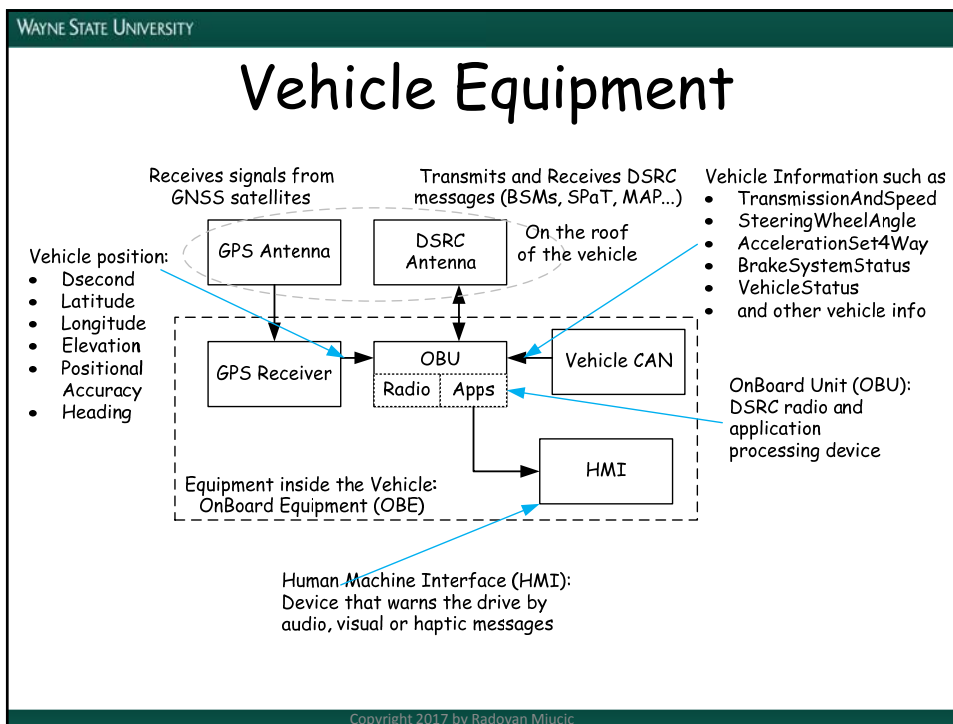 WAYNE STATE UNIVERSITY
Vehicle Equipment
Receives signals from
GNSS satellites
Transmits and Receives DSRC
messages (BSMs, SPaT, MAP...)
Vehicle Information such as
• TransmissionAndSpeed
• SteeringWheelAngle
• AccelerationSet4Way
• BrakeSystemStatus
• VehicleStatus
• and other vehicle info
GPS Antenna
DSRC
Antenna
On the roof
of the vehicle
Vehicle position:
• Dsecond
• Latitude
• Longitude
• Elevation
• Positional
Accuracy
• Heading
GPS Receiver
OBU
Radio
Apps
Vehicle CAN
OnBoard Unit (OBU):
DSRC radio and
application
processing device
HMI
Equipment inside the Vehicle:
OnBoard Equipment (OBE)
Human Machine Interface (HMI):
Device that warns the drive by
audio, visual or haptic messages
Copyright 2017 by Radovan Miucic